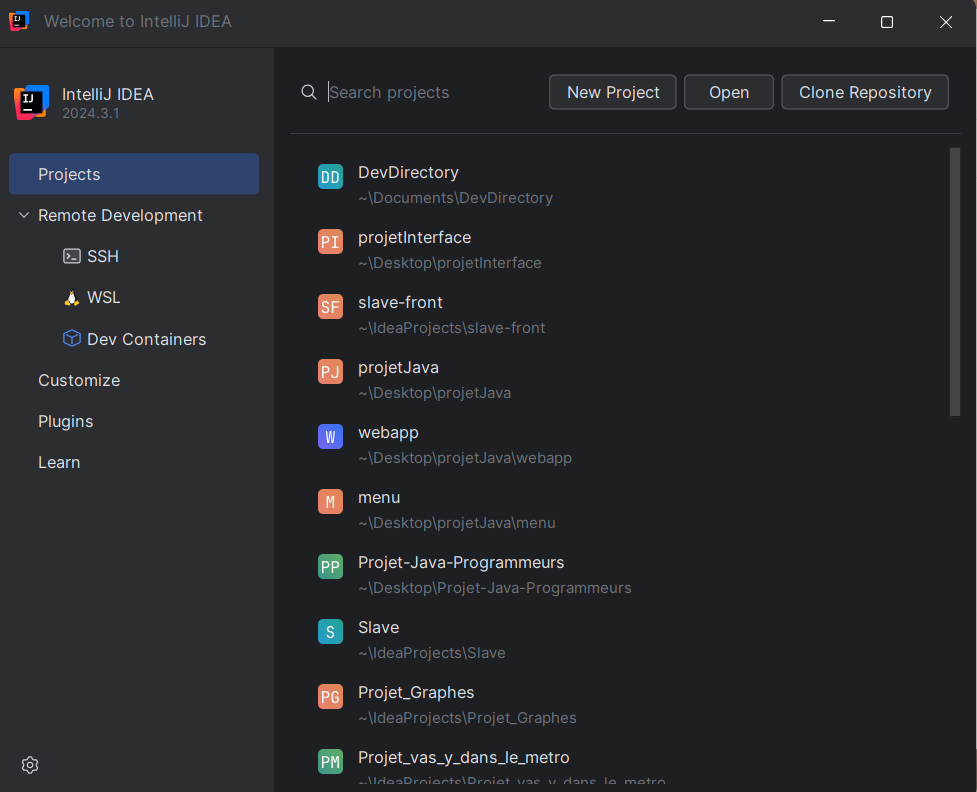 Welcome to IntelliJ IDEA
IJ
IntelliJ IDEA
2024.3.1
Projects
Remote Development
SSH
WSL
Dev Containers
Customize
Plugins
Learn
Search projects
New Project
Open
Clone Repository
DD
DevDirectory
~\Documents\DevDirectory
PI
projetInterface
~\Desktop\projetInterface
SF
slave-front
~\IdeaProjects\slave-front
PJ
projetJava
~\Desktop\projetJava
W
webapp
~\Desktop\projetJava\webapp
M
menu
~\Desktop\projetJava\menu
PP
Projet-Java-Programmeurs
~\Desktop\Projet-Java-Programmeurs
S
Slave
~\IdeaProjects\Slave
PG
Projet_Graphes
~\IdeaProjects\Projet_Graphes
PM
Projet_vas_y_dans_le_metro
~\IdeaProjects\Projet_vas_y_dans_le_metro